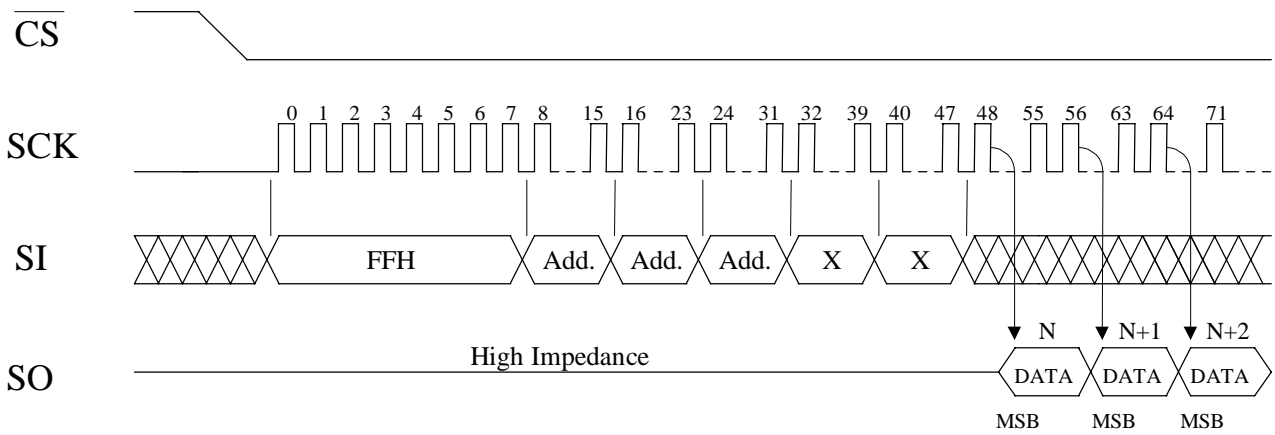 CS
0 1 2 3 4 5 6 7 8 15 16 23 24 31 32 39 40 47 48 55 56 63 64 71
SCK
SI FFH Add. Add. Add. X X
N N+1 N+2
High Impedance
SO DATA DATA DATA
MSB MSB MSB